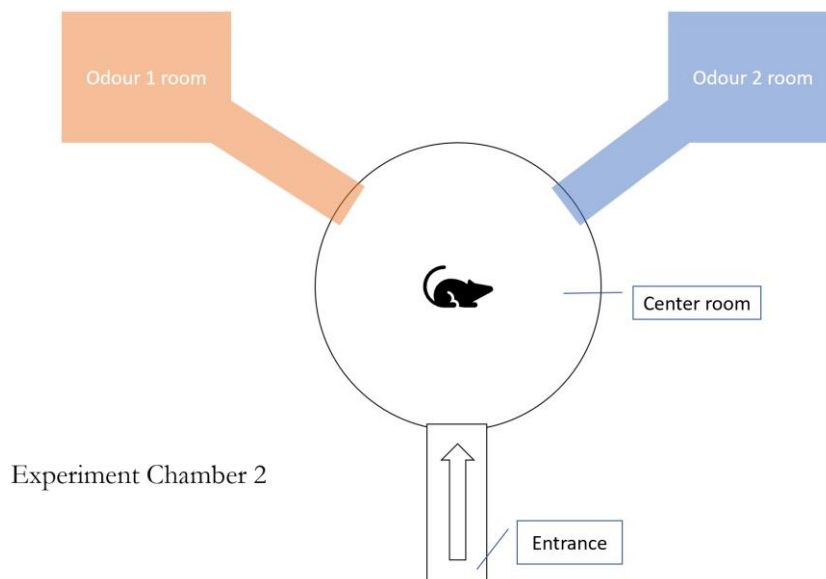 Odour 1 room
Odour 2 room
Center room
Experiment Chamber 2
Entrance